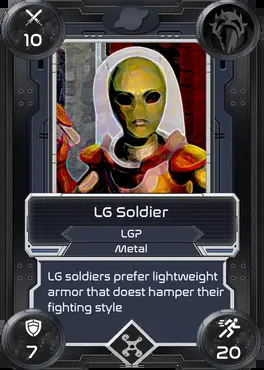 10
LG Soldier
LGP
Metal
LG soldiers prefer lightweight
armor that doest hamper their
fighting style
7
20